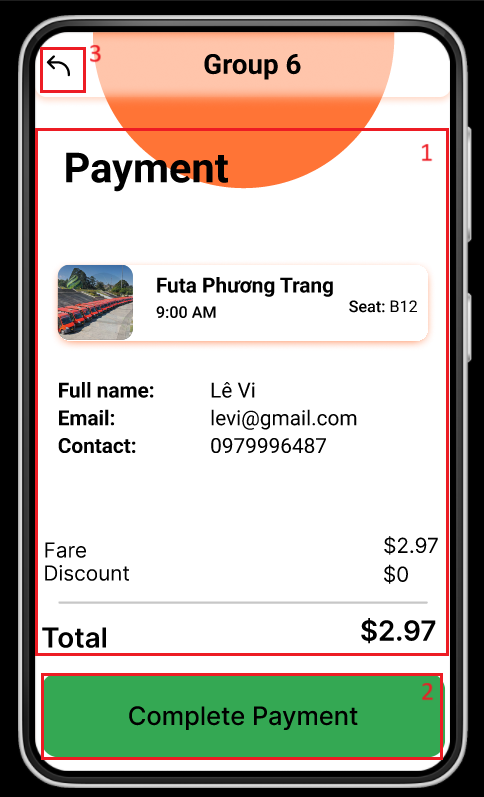 3
Group 6
1
Payment
Futa Phương Trang
9:00 AM
Seat: B12
Full name: Lê Vi
Email: levi@gmail.com
Contact: 0979996487
Fare $2.97
Discount $0
Total $2.97
2
Complete Payment